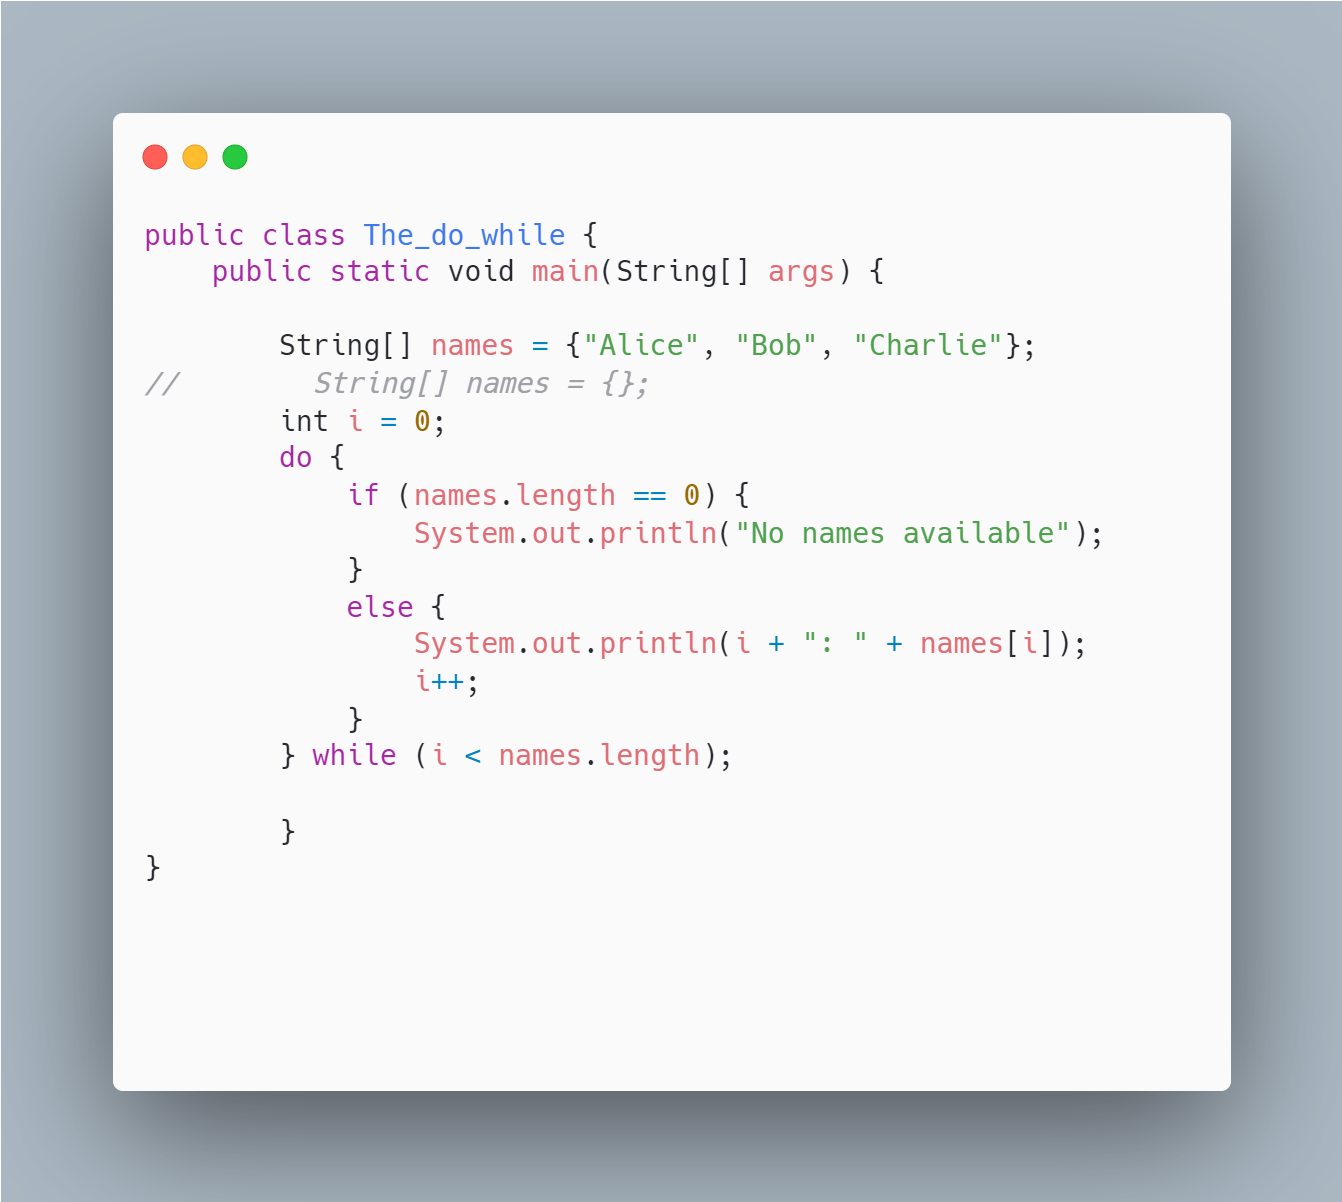 public class The_do_while {
    public static void main(String[] args) {

        String[] names = {"Alice", "Bob", "Charlie"};
//        String[] names = {};
        int i = 0;
        do {
            if (names.length == 0) {
                System.out.println("No names available");
            }
            else {
                System.out.println(i + ": " + names[i]);
                i++;
            }
        } while (i < names.length);

        }
}